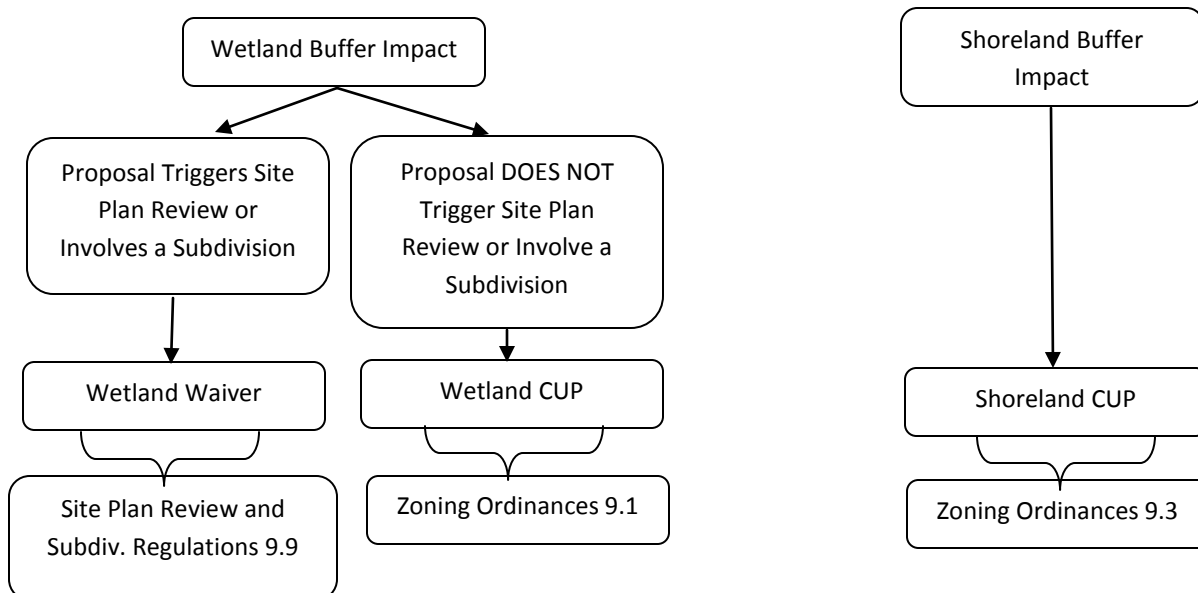 Wetland Buffer Impact
Shoreland Buffer
Impact
Proposal Triggers Site
Plan Review or
Involves a Subdivision
Proposal DOES NOT
Trigger Site Plan
Review or Involve a
Subdivision
Wetland Waiver
Wetland CUP
Shoreland CUP
Site Plan Review and
Subdiv. Regulations 9.9
Zoning Ordinances 9.1
Zoning Ordinances 9.3